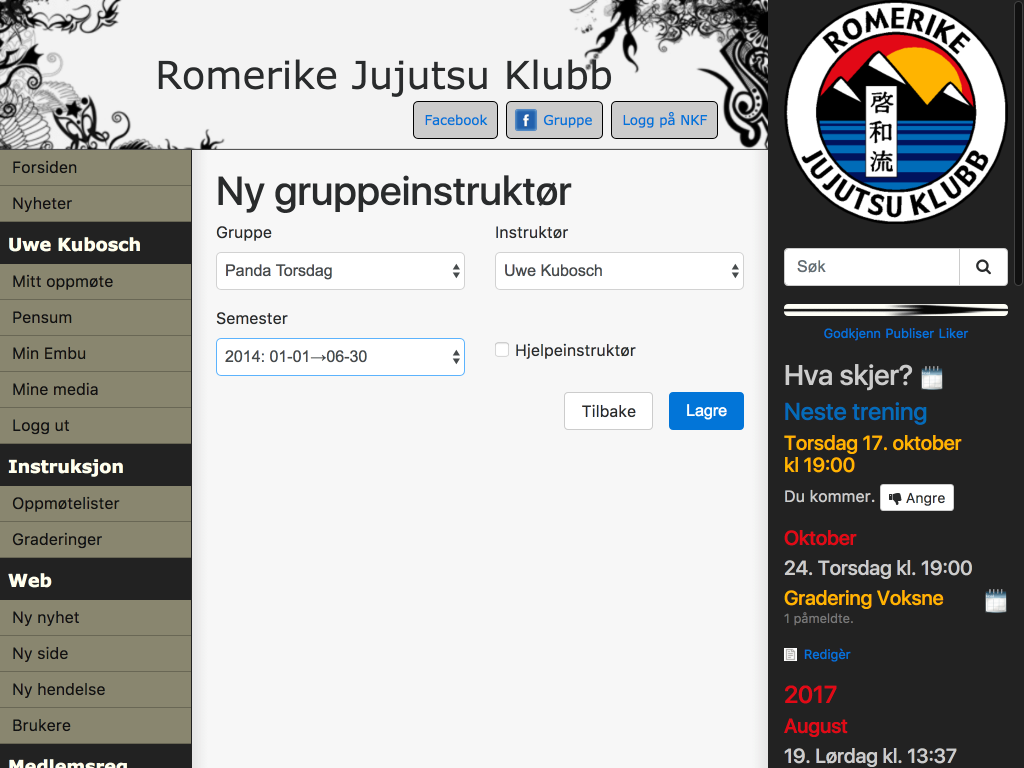 Romerike Jujutsu Klubb
Facebook
Gruppe
Logg på NKF
Forsiden
Nyheter
Uwe Kubosch
Mitt oppmøte
Pensum
Min Embu
Mine media
Logg ut
Instruksjon
Oppmøtelister
Graderinger
Web
Ny nyhet
Ny side
Ny hendelse
Brukere
Medlemsreg
Ny gruppeinstruktør
Gruppe
Instruktør
Panda Torsdag
Uwe Kubosch
Semester
2014: 01-01→06-30
Hjelpeinstruktør
Tilbake
Lagre
ROMERIKE
啓和流
JUJUTSU KLUBB
Søk
Godkjenn Publiser Liker
Hva skjer?
Neste trening
Torsdag 17. oktober
kl 19:00
Du kommer.
Angre
Oktober
24. Torsdag kl. 19:00
Gradering Voksne
1 påmeldte.
Redigèr
2017
August
19. Lørdag kl. 13:37